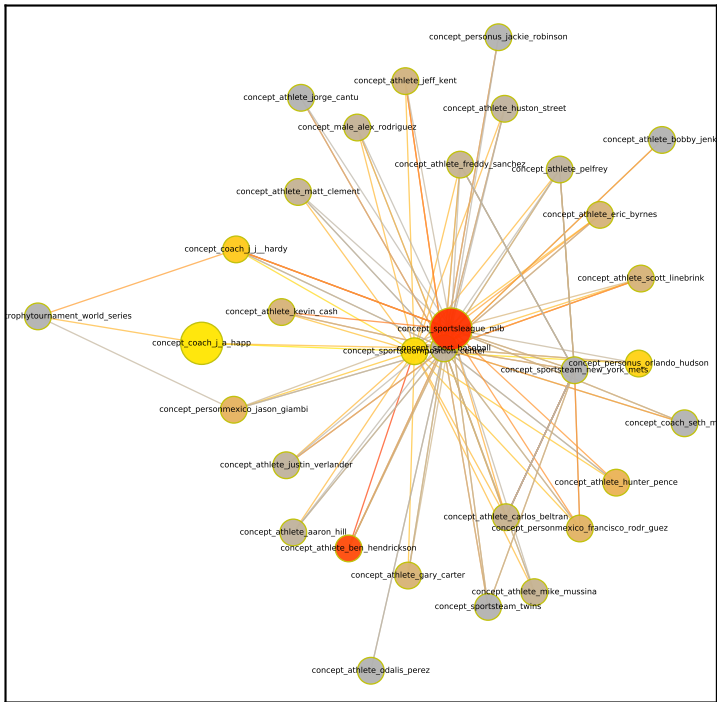 concept_personus_jackie_robinson
concept_athlete_jeff_kent
concept_athlete_jorge_cantu
concept_athlete_huston_street
concept_male_alex_rodriguez
concept_athlete_bobby_jenk
concept_athlete_freddy_sanchez
concept_athlete_pelfrey
concept_athlete_matt_clement
concept_athlete_eric_byrnes
concept_coach_j_j__hardy
concept_athlete_scott_linebrink
concept_athlete_kevin_cash
trophytournament_world_series
concept_sportsleague_mlb
concept_coach_j_a_happ
concept_sport_baseball
concept_sportsteamposition_center
concept_personus_orlando_hudson
concept_sportsteam_new_york_mets
concept_personmexico_jason_giambi
concept_coach_seth_m
concept_athlete_justin_verlander
concept_athlete_hunter_pence
concept_athlete_carlos_beltran
concept_personmexico_francisco_rodr_guez
concept_athlete_aaron_hill
concept_athlete_ben_hendrickson
concept_athlete_gary_carter
concept_athlete_mike_mussina
concept_sportsteam_twins
concept_athlete_odalis_perez